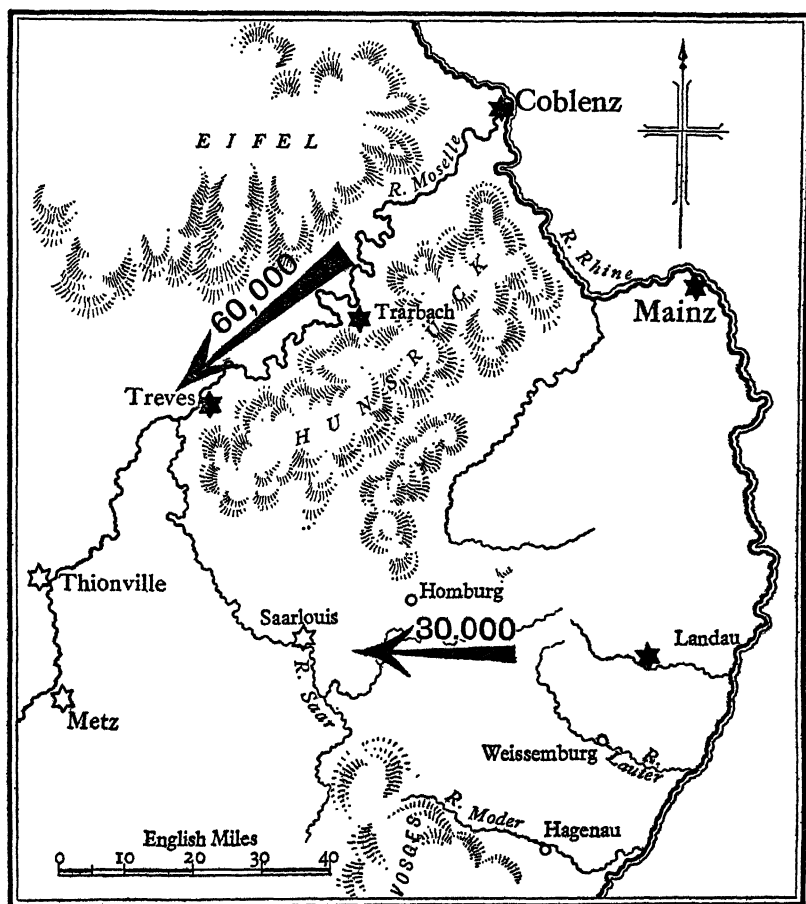 Coblenz
EIFEL
R. Moselle
R. Rhine
60,000
Trarbach
Mainz
HUNSRUCK
Treves
Thionville
Homburg
Saarlouis
30,000
Landau
R. Saar
Metz
Weissemburg
R. Lauter
R. Moder
VOSGES
Hagenau
English Miles
0 10 20 30 40